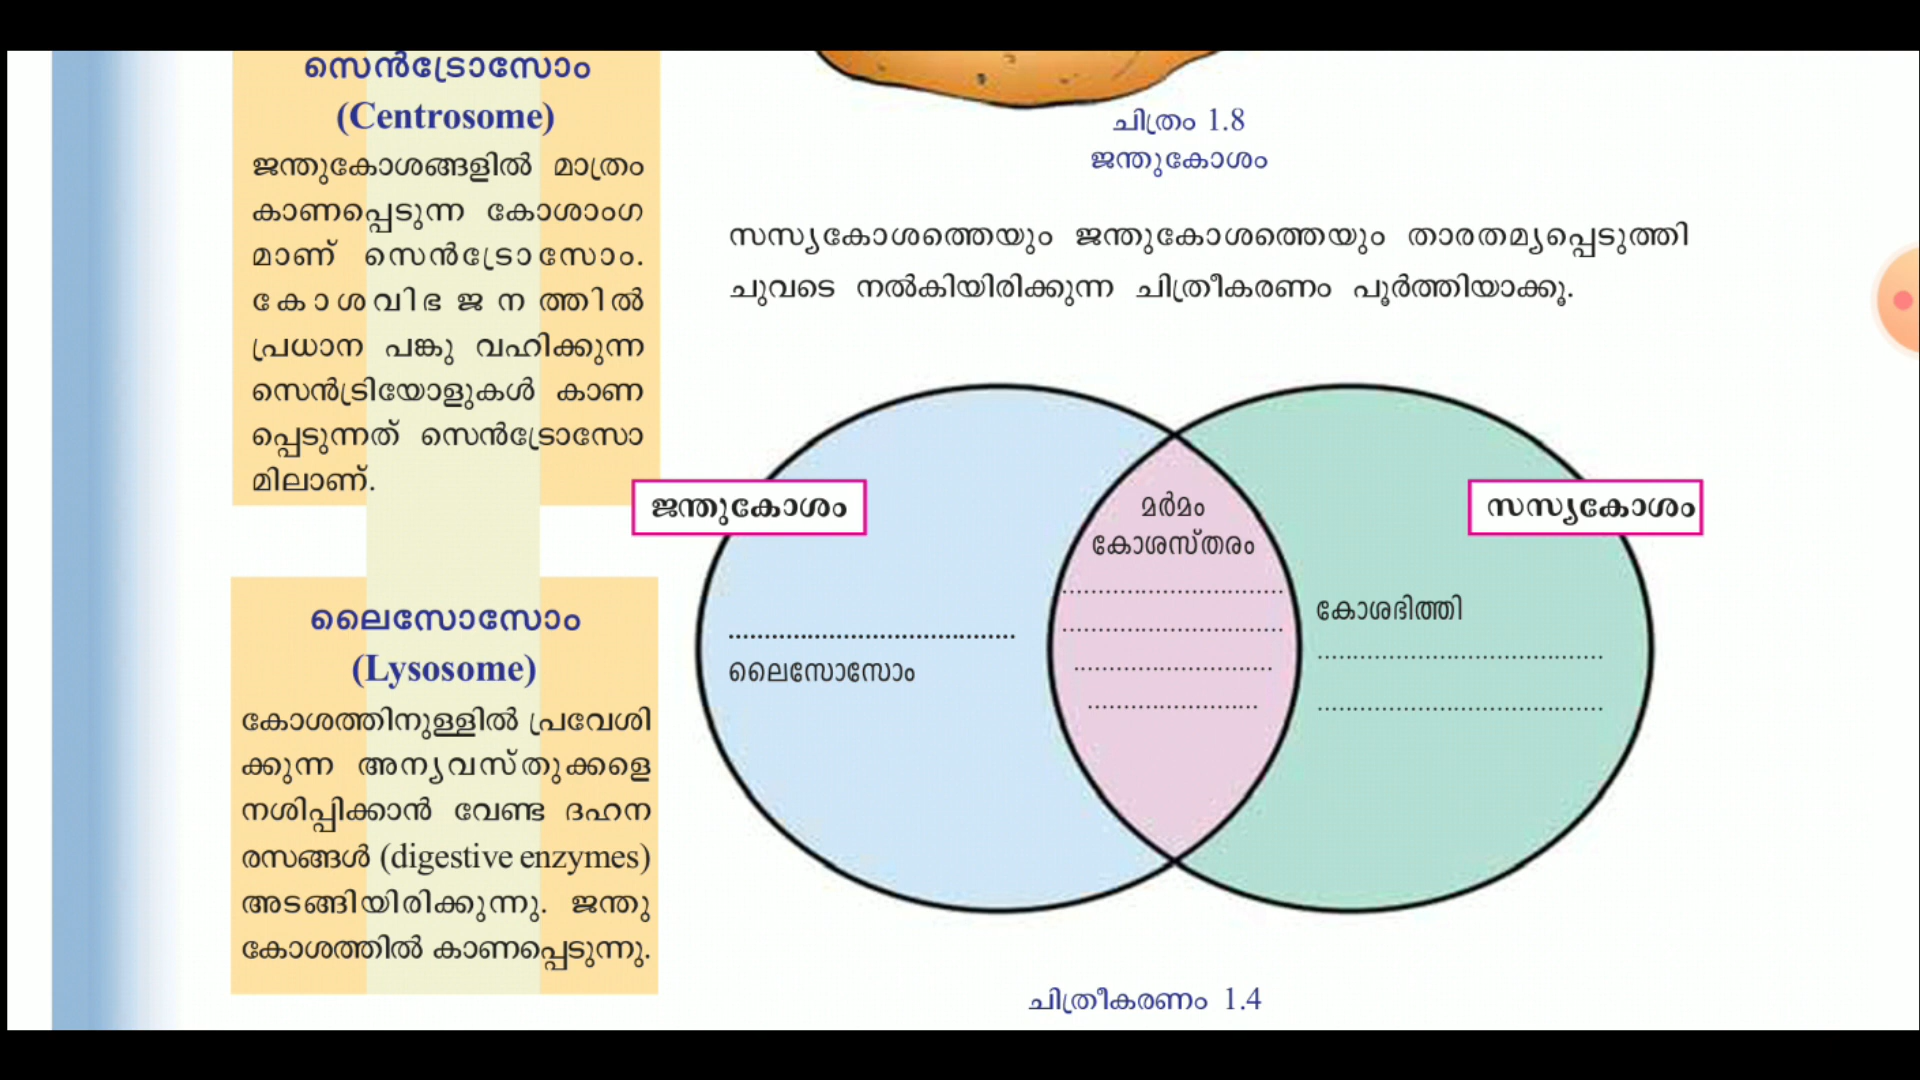 സെൻട്രോസോം
(Centrosome)
ജന്തുകോശങ്ങളിൽ മാത്രം
കാണപ്പെടുന്ന കോശാംഗ
മാണ് സെൻട്രോസോം.
കോശവിഭജനത്തിൽ
പ്രധാന പങ്കു വഹിക്കുന്ന
സെൻട്രിയോളുകൾ കാണ
പ്പെടുന്നത് സെൻട്രോസോ
മിലാണ്.
ലൈസോസോം
(Lysosome)
കോശത്തിനുള്ളിൽ പ്രവേശി
ക്കുന്ന അന്യവസ്തുക്കളെ
നശിപ്പിക്കാൻ വേണ്ട ദഹന
രസങ്ങൾ (digestive enzymes)
അടങ്ങിയിരിക്കുന്നു. ജന്തു
കോശത്തിൽ കാണപ്പെടുന്നു.
ചിത്രം 1.8
ജന്തുകോശം
സസ്യകോശത്തെയും ജന്തുകോശത്തെയും താരതമ്യപ്പെടുത്തി
ചുവടെ നൽകിയിരിക്കുന്ന ചിത്രീകരണം പൂർത്തിയാക്കൂ.
ജന്തുകോശം
ലൈസോസോം
മർമം
കോശസ്തരം
സസ്യകോശം
കോശഭിത്തി
ചിത്രീകരണം 1.4